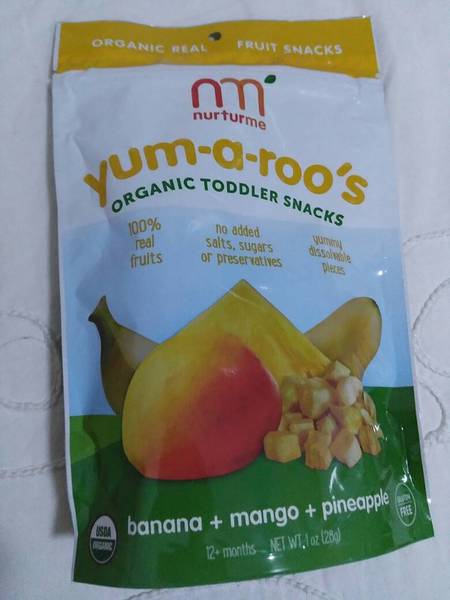 ORGANIC REAL FRUIT SNACKS
nm
nurturme
yum-a-roo's
ORGANIC TODDLER SNACKS
100%
real
fruits
no added
salts, sugars
or preservatives
yummy
dissolvable
pieces
banana + mango + pineapple
USDA
ORGANIC
GLUTEN
FREE
12+ months NET WT. 1 oz (28g)